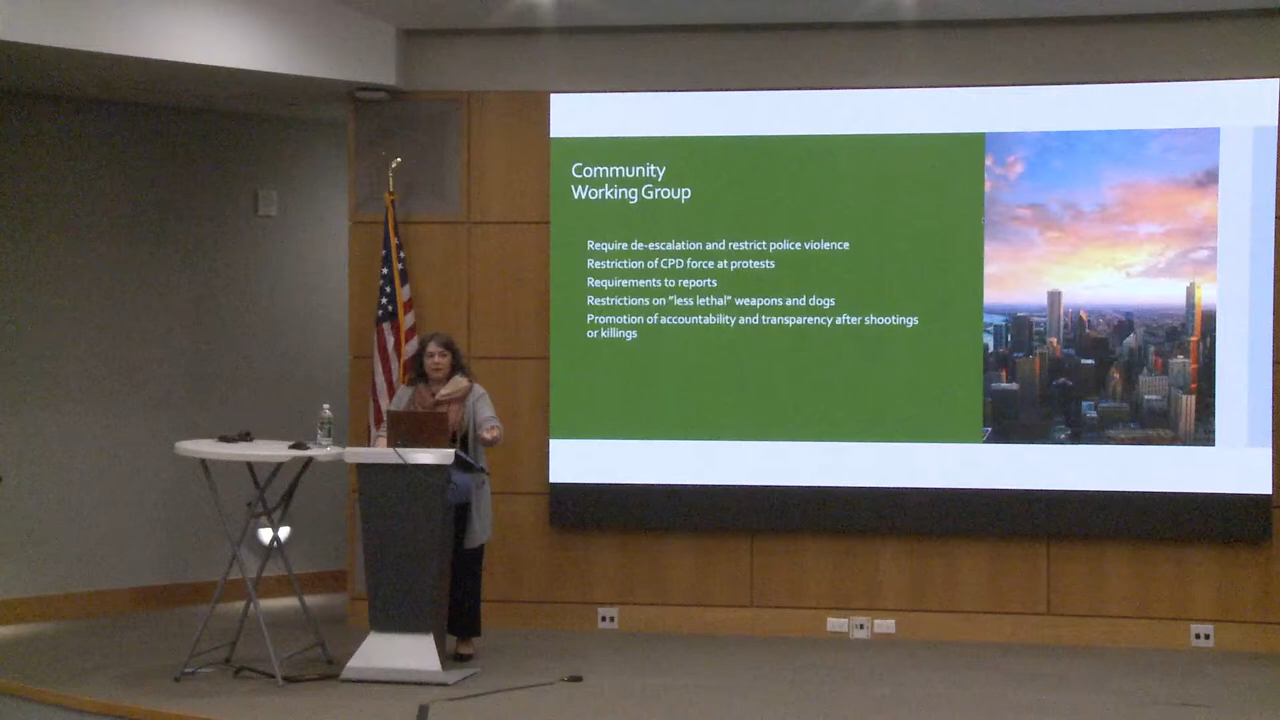 Community
Working Group
Require de-escalation and restrict police violence
Restriction of CPD force at protests
Requirements to reports
Restrictions on "less lethal" weapons and dogs
Promotion of accountability and transparency after shootings
or killings